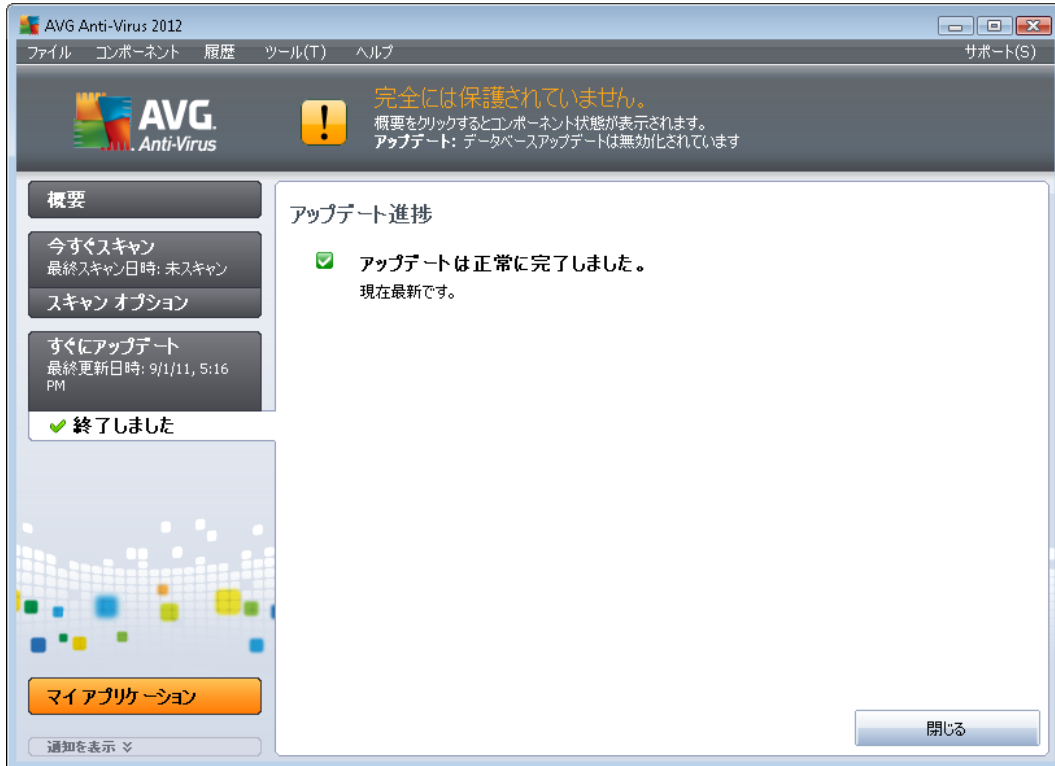 AVG Anti-Virus 2012
ファイル コンポーネント 履歴 ツール(T) ヘルプ サポート(S)
AVG.
Anti-Virus
完全には保護されていません。
概要をクリックするとコンポーネント状態が表示されます。
アップデート: データベースアップデートは無効化されています
概要
今すぐスキャン
最終スキャン日時: 未スキャン
スキャン オプション
すぐにアップデート
最終更新日時: 9/1/11, 5:16
PM
終了しました
アップデート進捗
アップデートは正常に完了しました。
現在最新です。
マイ アプリケーション
通知を表示
閉じる